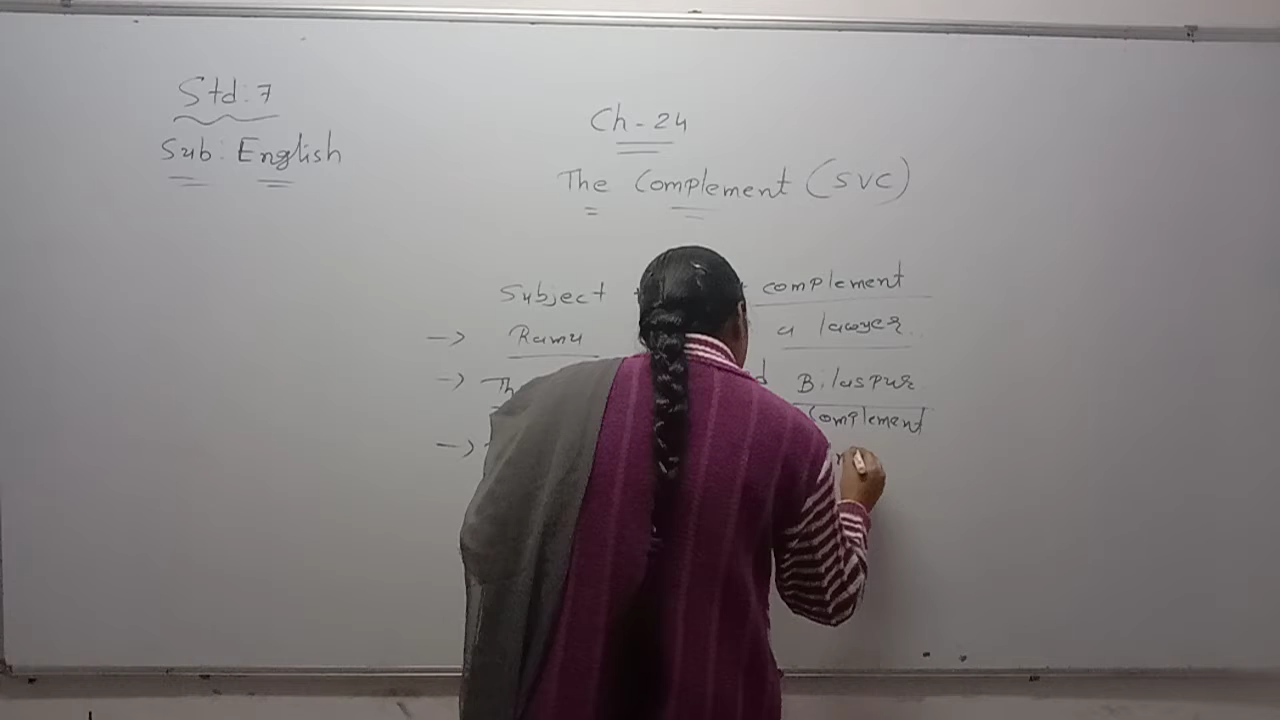 Std: 7
Sub: English
Ch - 24
The Complement (SVC)
Subject + complement
→ Ramu a lawyer.
→ Th d Bilaspur
Complement
→